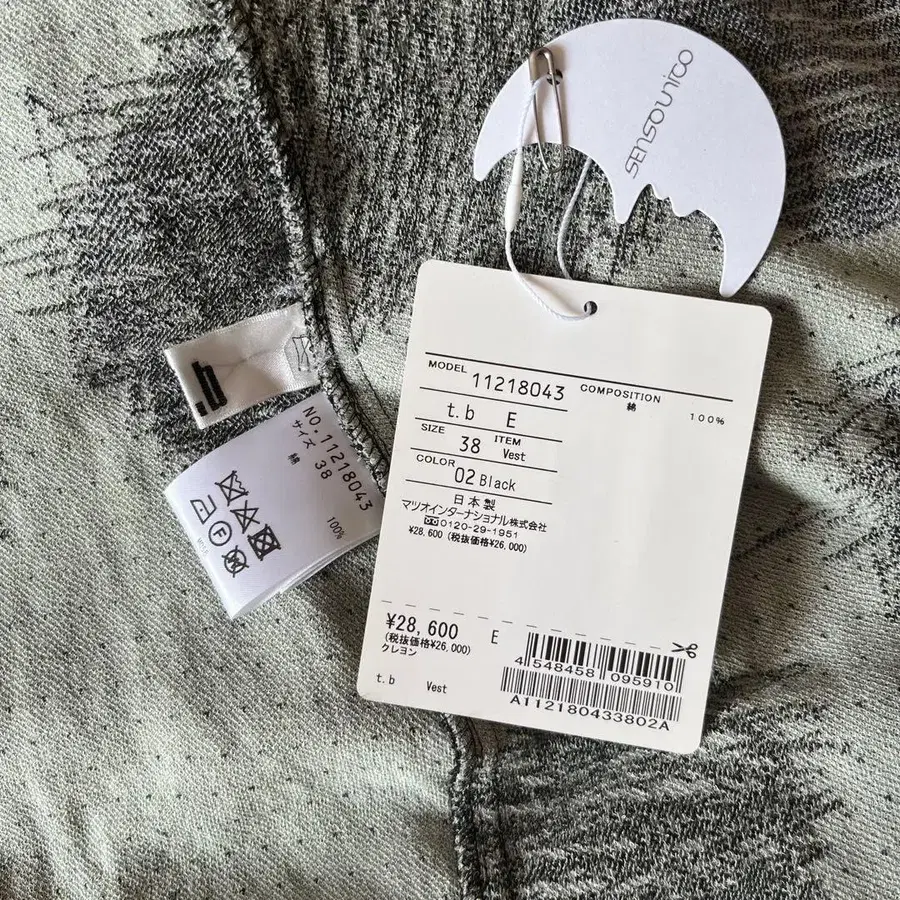 SENSOUNICO
MODEL 11218043
t.b E
SIZE 38 ITEM Vest
COLOR 02 Black
COMPOSITION
綿 100%
日本製
マツオインターナショナル株式会社
0120-29-1951
¥28,600 (税抜価格¥26,000)
¥28,600 E
(税抜価格¥26,000)
クレヨン
t.b Vest
4 548458 095910
A112180433802A
.b
NO.11218043
サイズ 38
綿 100%
F